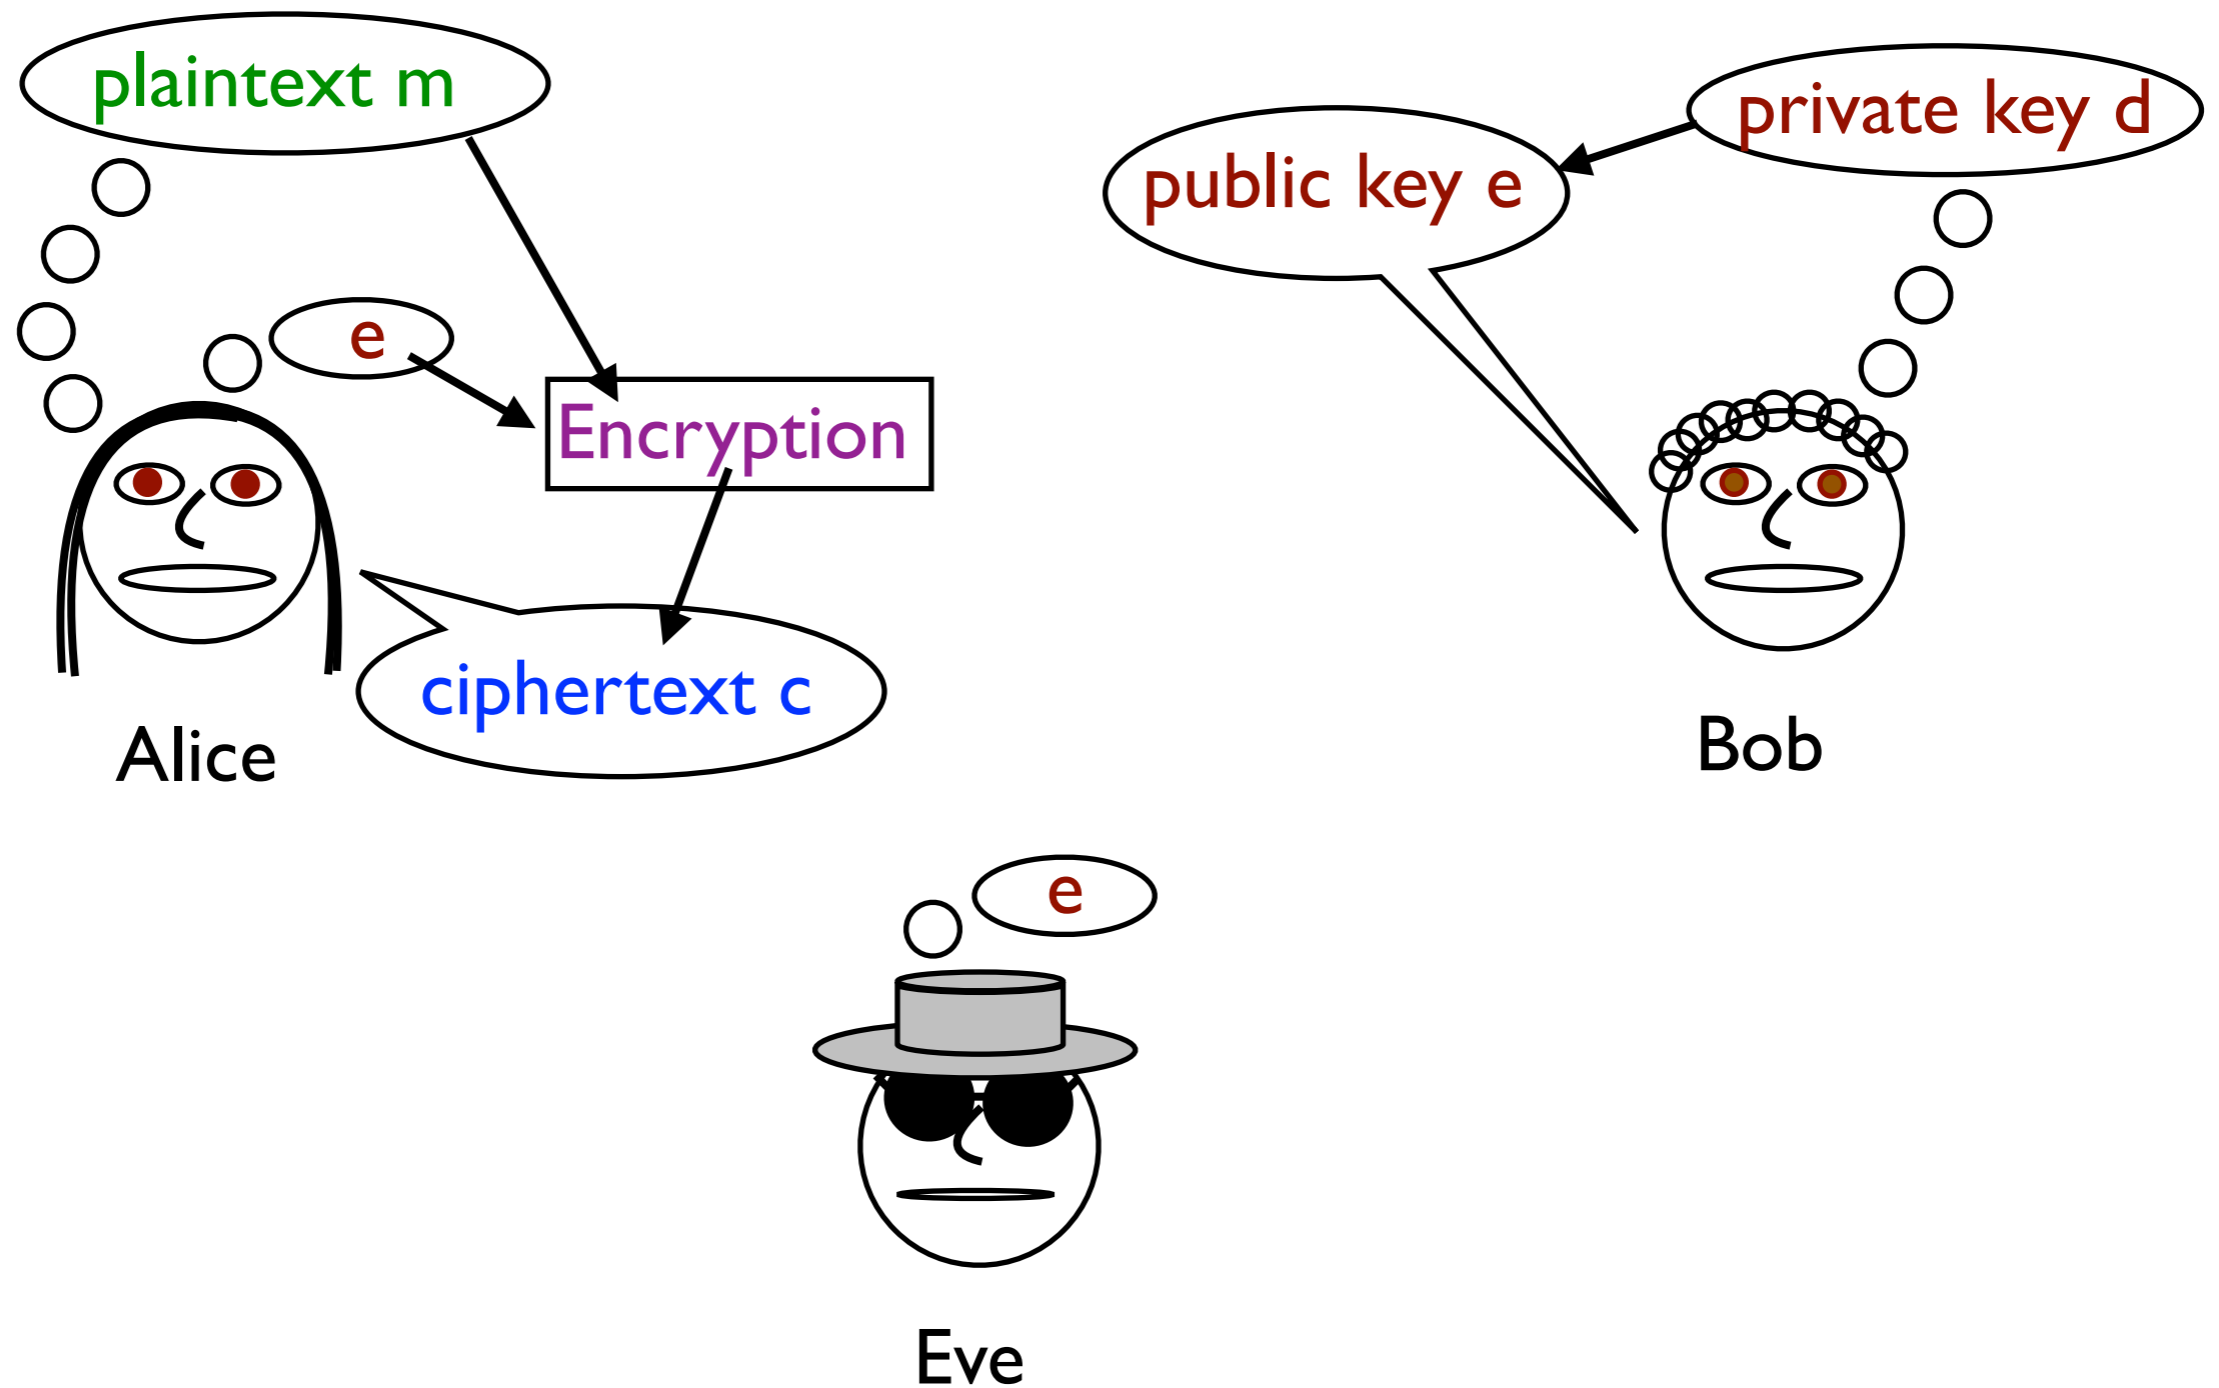 plaintext m
private key d
public key e
e
Encryption
ciphertext c
Alice
Bob
e
Eve